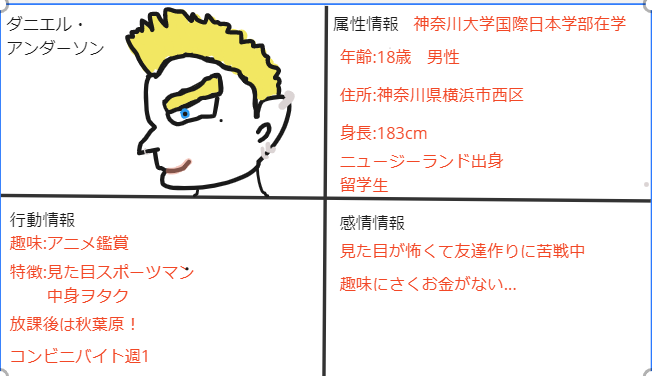 ダニエル・
アンダーソン
属性情報　神奈川大学国際日本学部在学
年齢:18歳　男性
住所:神奈川県横浜市西区
身長:183cm
ニュージーランド出身
留学生
行動情報
趣味:アニメ鑑賞
特徴:見た目スポーツマン
中身ヲタク
放課後は秋葉原！
コンビニバイト週1
感情情報
見た目が怖くて友達作りに苦戦中
趣味にさくお金がない...